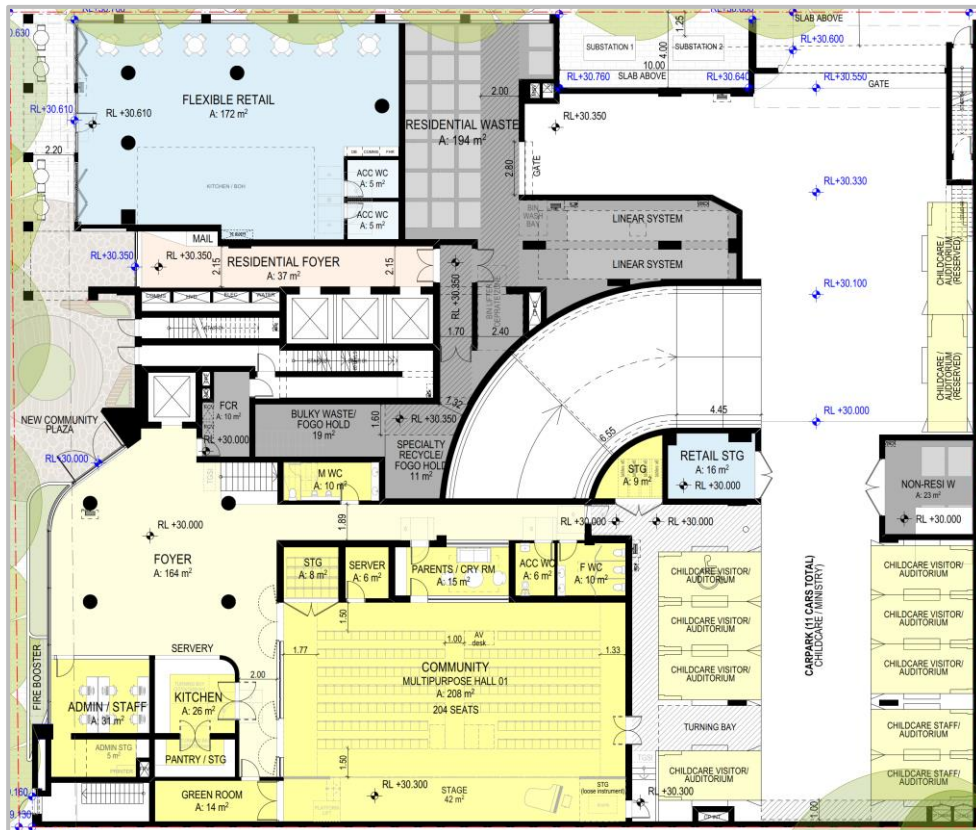 SLAB ABOVE
RL+30.600
1.25
SUBSTATION 1
SUBSTATION 2
4.00
10.00
RL+30.760
SLAB ABOVE
RL+30.640
RL+30.550
GATE
FLEXIBLE RETAIL
A: 172 m²
RL+30.610
RL +30.610
2.20
KITCHEN / BOH
ACC WC
A: 5 m²
ACC WC
A: 5 m²
2.00
RESIDENTIAL WASTE
A: 194 m²
RL+30.350
2.80
GATE
RL+30.330
BIN
WASH
BAY
LINEAR SYSTEM
LINEAR SYSTEM
CHILDCARE /
AUDITORIUM
(RESERVED)
MAIL
RL+30.350
RL +30.350
2.15
RESIDENTIAL FOYER
A: 37 m²
2.15
RL +30.350
COMMS
ELEC
WATER
1.70
2.40
RL+30.100
CHILDCARE /
AUDITORIUM
(RESERVED)
4.45
RL+30.000
6.55
7.32
NEW COMMUNITY
PLAZA
RL+30.000
FCR
A: 10 m²
RL +30.000
BULKY WASTE/
FOGO HOLD
19 m²
1.60
RL +30.350
SPECIALTY
RECYCLE/
FOGO HOLD
11 m²
TGSI
M WC
A: 10 m²
STG
A: 9 m²
RETAIL STG
A: 16 m²
RL +30.000
NON-RESI W
A: 23 m²
RL +30.000
1.89
RL +30.000
RL +30.000
RL +30.000
FOYER
A: 164 m²
STG
A: 8 m²
SERVER
A: 6 m²
PARENTS / CRY RM
A: 15 m²
ACC WC
A: 6 m²
F WC
A: 10 m²
CHILDCARE VISITOR/
AUDITORIUM
CHILDCARE VISITOR/
AUDITORIUM
CHILDCARE VISITOR/
AUDITORIUM
CHILDCARE VISITOR/
AUDITORIUM
CHILDCARE VISITOR/
AUDITORIUM
CHILDCARE VISITOR/
AUDITORIUM
CARPARK (11 CARS TOTAL)
CHILDCARE / MINISTRY)
1.50
1.77
1.00
AV
desk
1.33
COMMUNITY
MULTIPURPOSE HALL 01
A: 208 m²
204 SEATS
SERVERY
2.00
FIRE BOOSTER
ADMIN / STAFF
A: 31 m²
KITCHEN
A: 26 m²
ADMIN STG
5 m²
PRINTER
PANTRY / STG
1.50
TURNING BAY
CHILDCARE STAFF/
AUDITORIUM
CHILDCARE VISITOR/
AUDITORIUM
CHILDCARE STAFF/
AUDITORIUM
GREEN ROOM
A: 14 m²
RL +30.300
STAGE
42 m²
STG
(loose instrument)
TGSI
RL +30.300
1.00